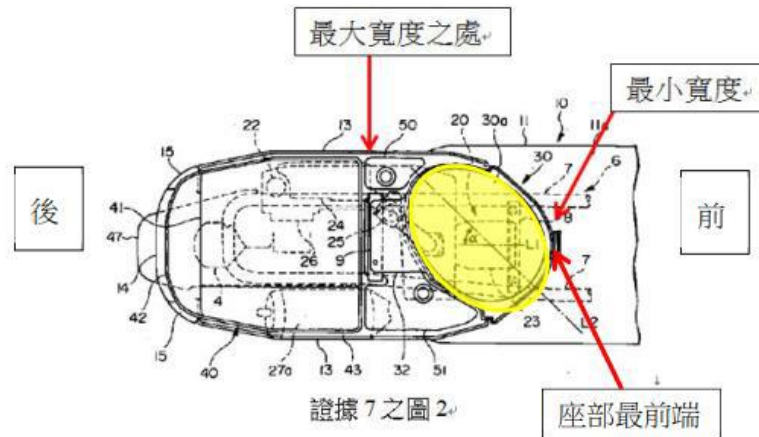 最大寬度之處
最小寬度
後
前
15 22 13 50 20 30a 11 10 11a
30 7 6
41 24 8
47 25 L1
26 9 α
14 4 7
42
15 23 L2
40 27a 13 43 32 51
證據 7 之圖 2
座部最前端